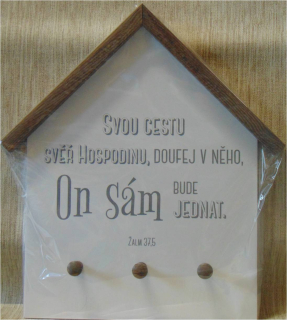 Svou cestu
svěř Hospodinu, doufej v něho,
On sám bude jednat.
Žalm 37,5